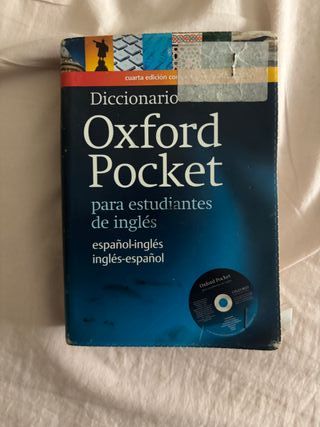 cuarta edición
Diccionario
Oxford
Pocket
para estudiantes
de inglés
español-inglés
inglés-español
Oxford Pocket